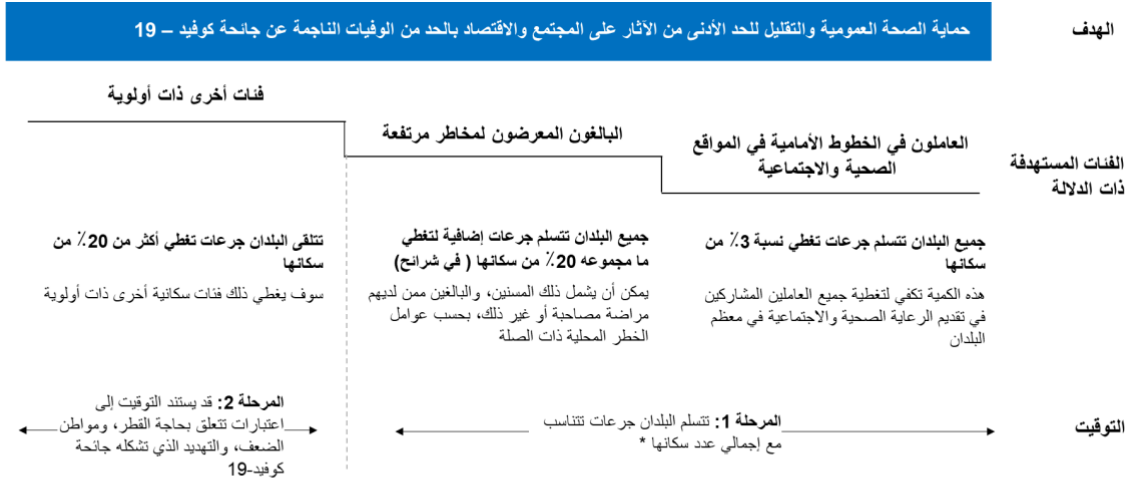 الهدف
حماية الصحة العمومية والتقليل للحد الأدنى من الآثار على المجتمع والاقتصاد بالحد من الوفيات الناجمة عن جائحة كوفيد – 19
الفئات المستهدفة
ذات الدلالة
العاملون في الخطوط الأمامية في المواقع
الصحية والاجتماعية
البالغون المعرضون لمخاطر مرتفعة
فئات أخرى ذات أولوية
جميع البلدان تتسلم جرعات تغطي نسبة 3٪ من
سكانها
هذه الكمية تكفي لتغطية جميع العاملين المشاركين
في تقديم الرعاية الصحية والاجتماعية في معظم
البلدان
جميع البلدان تتسلم جرعات إضافية لتغطي
ما مجموعه 20٪ من سكانها ( في شرائح)
يمكن أن يشمل ذلك المسنين، والبالغين ممن لديهم
مراضة مصاحبة أو غير ذلك، بحسب عوامل
الخطر المحلية ذات الصلة
تتلقى البلدان جرعات تغطي أكثر من 20٪ من
سكانها
سوف يغطي ذلك فئات سكانية أخرى ذات أولوية
التوقيت
المرحلة 1: تتسلم البلدان جرعات تتناسب
مع إجمالي عدد سكانها *
المرحلة 2: قد يستند التوقيت إلى
اعتبارات تتعلق بحاجة القطر، ومواطن
الضعف، والتهديد الذي تشكله جائحة
كوفيد-19